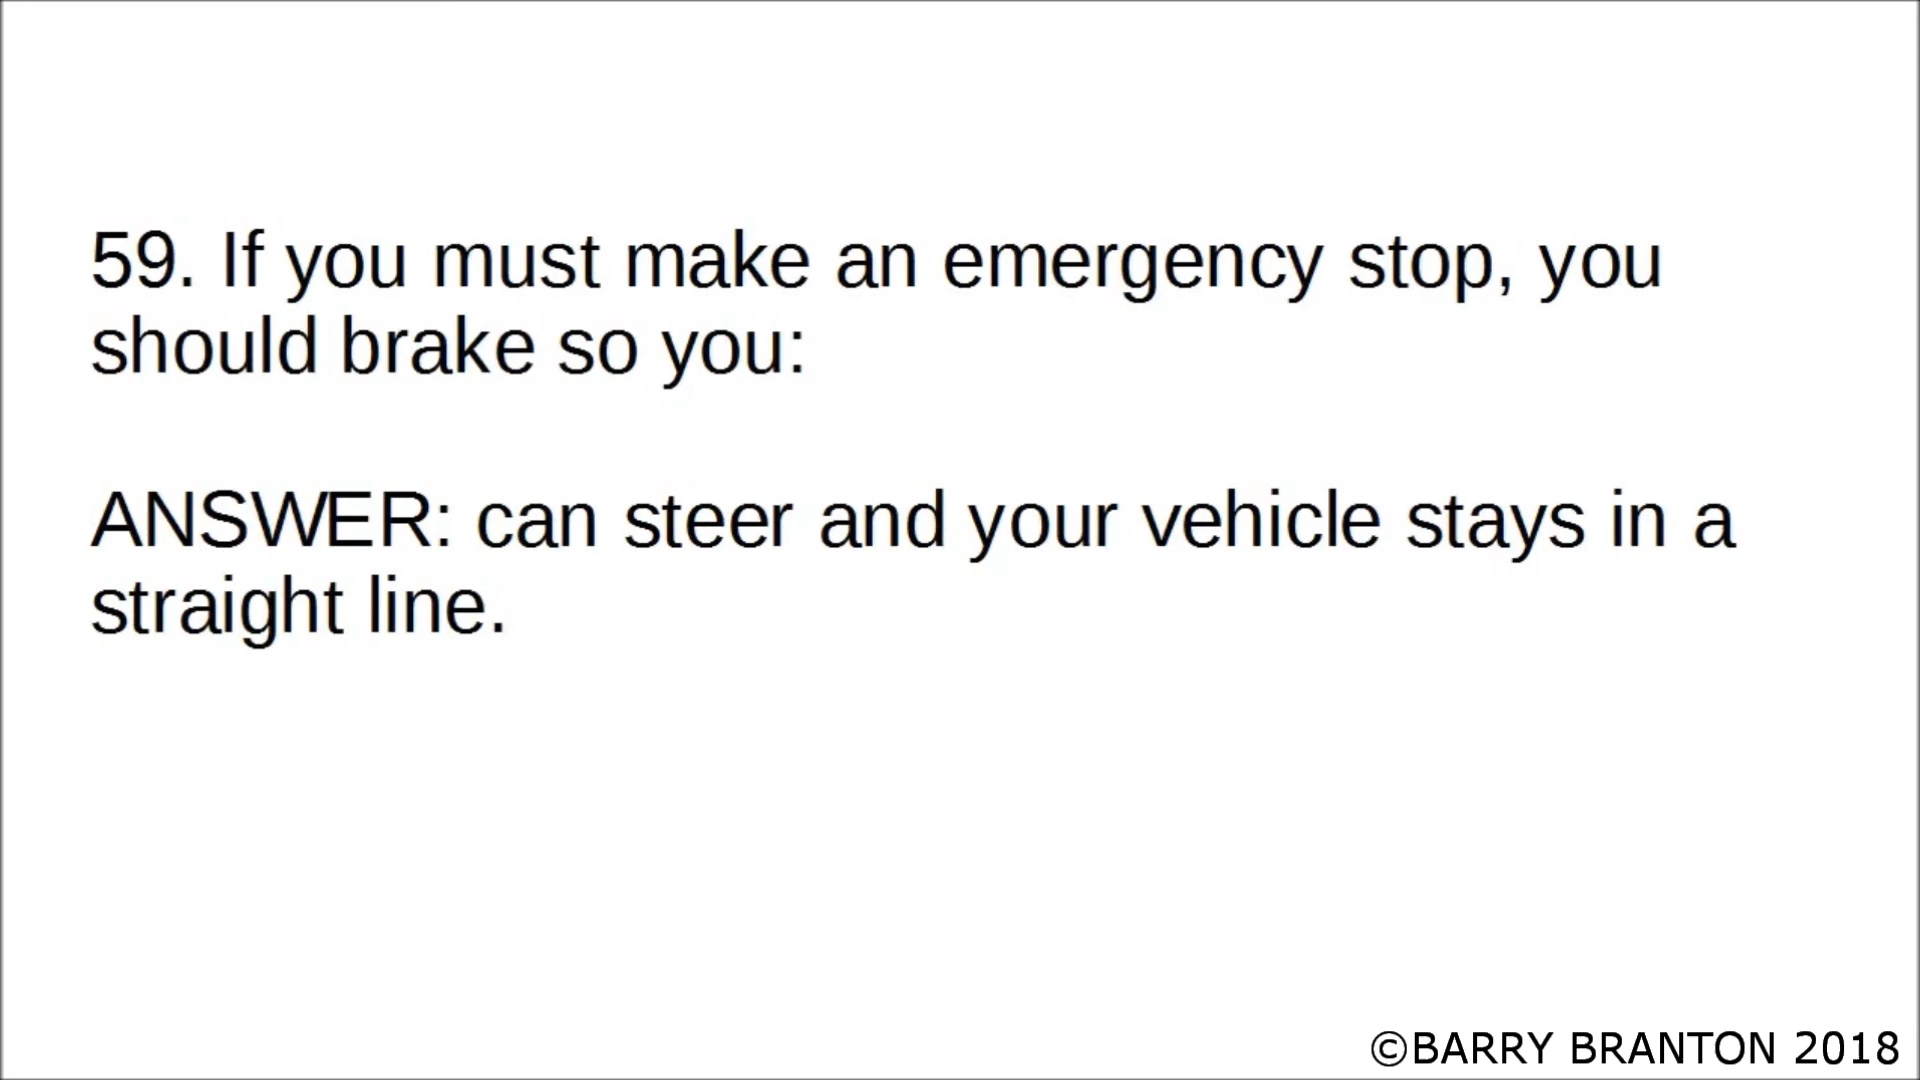 59. If you must make an emergency stop, you
should brake so you:
ANSWER: can steer and your vehicle stays in a
straight line.
©BARRY BRANTON 2018